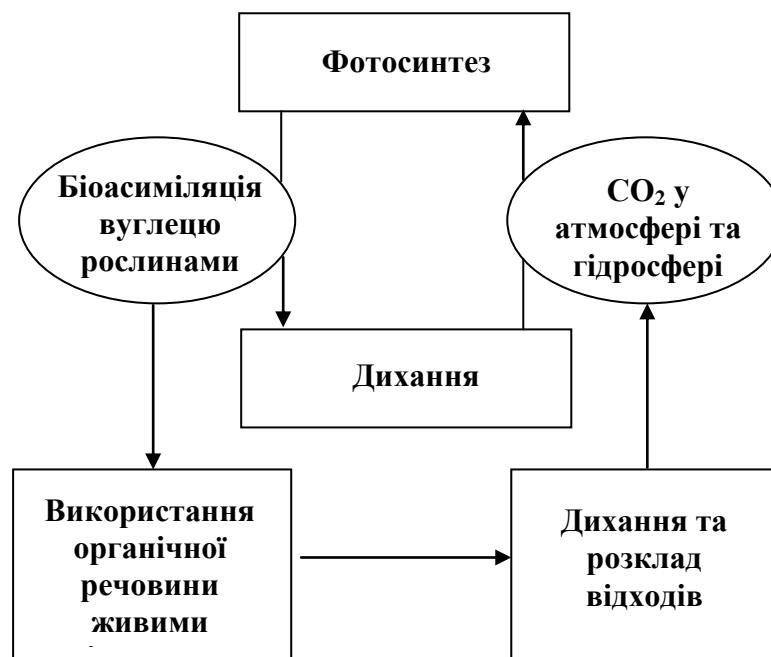 Фотосинтез
Біоасиміляція
вуглецю
рослинами
CO₂ у
атмосфері та
гідросфері
Дихання
Використання
органічної
речовини
живими
Дихання та
розклад
відходів